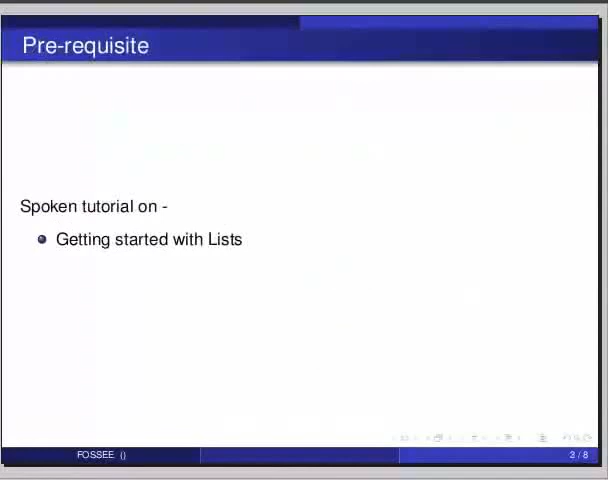 Pre-requisite
Spoken tutorial on -
Getting started with Lists
FOSSEE ()
3 / 8